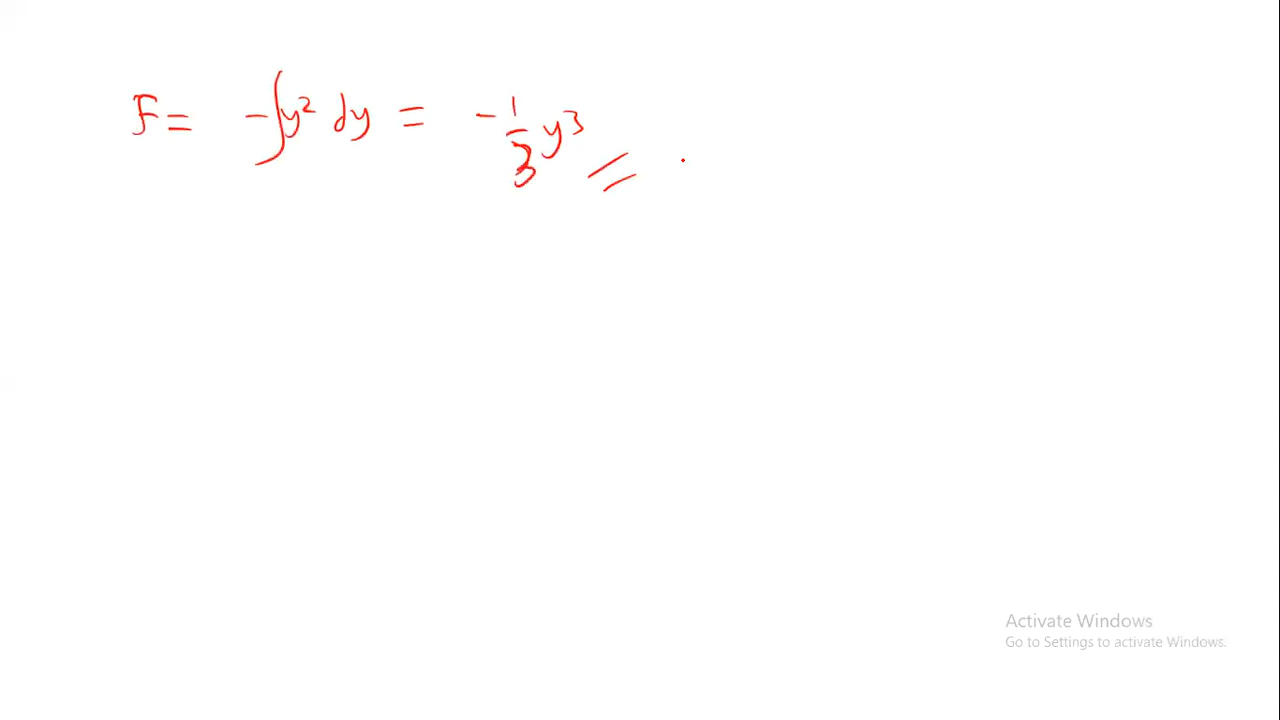 F = -∫y² dy = -1/3 y³
Activate Windows
Go to Settings to activate Windows.